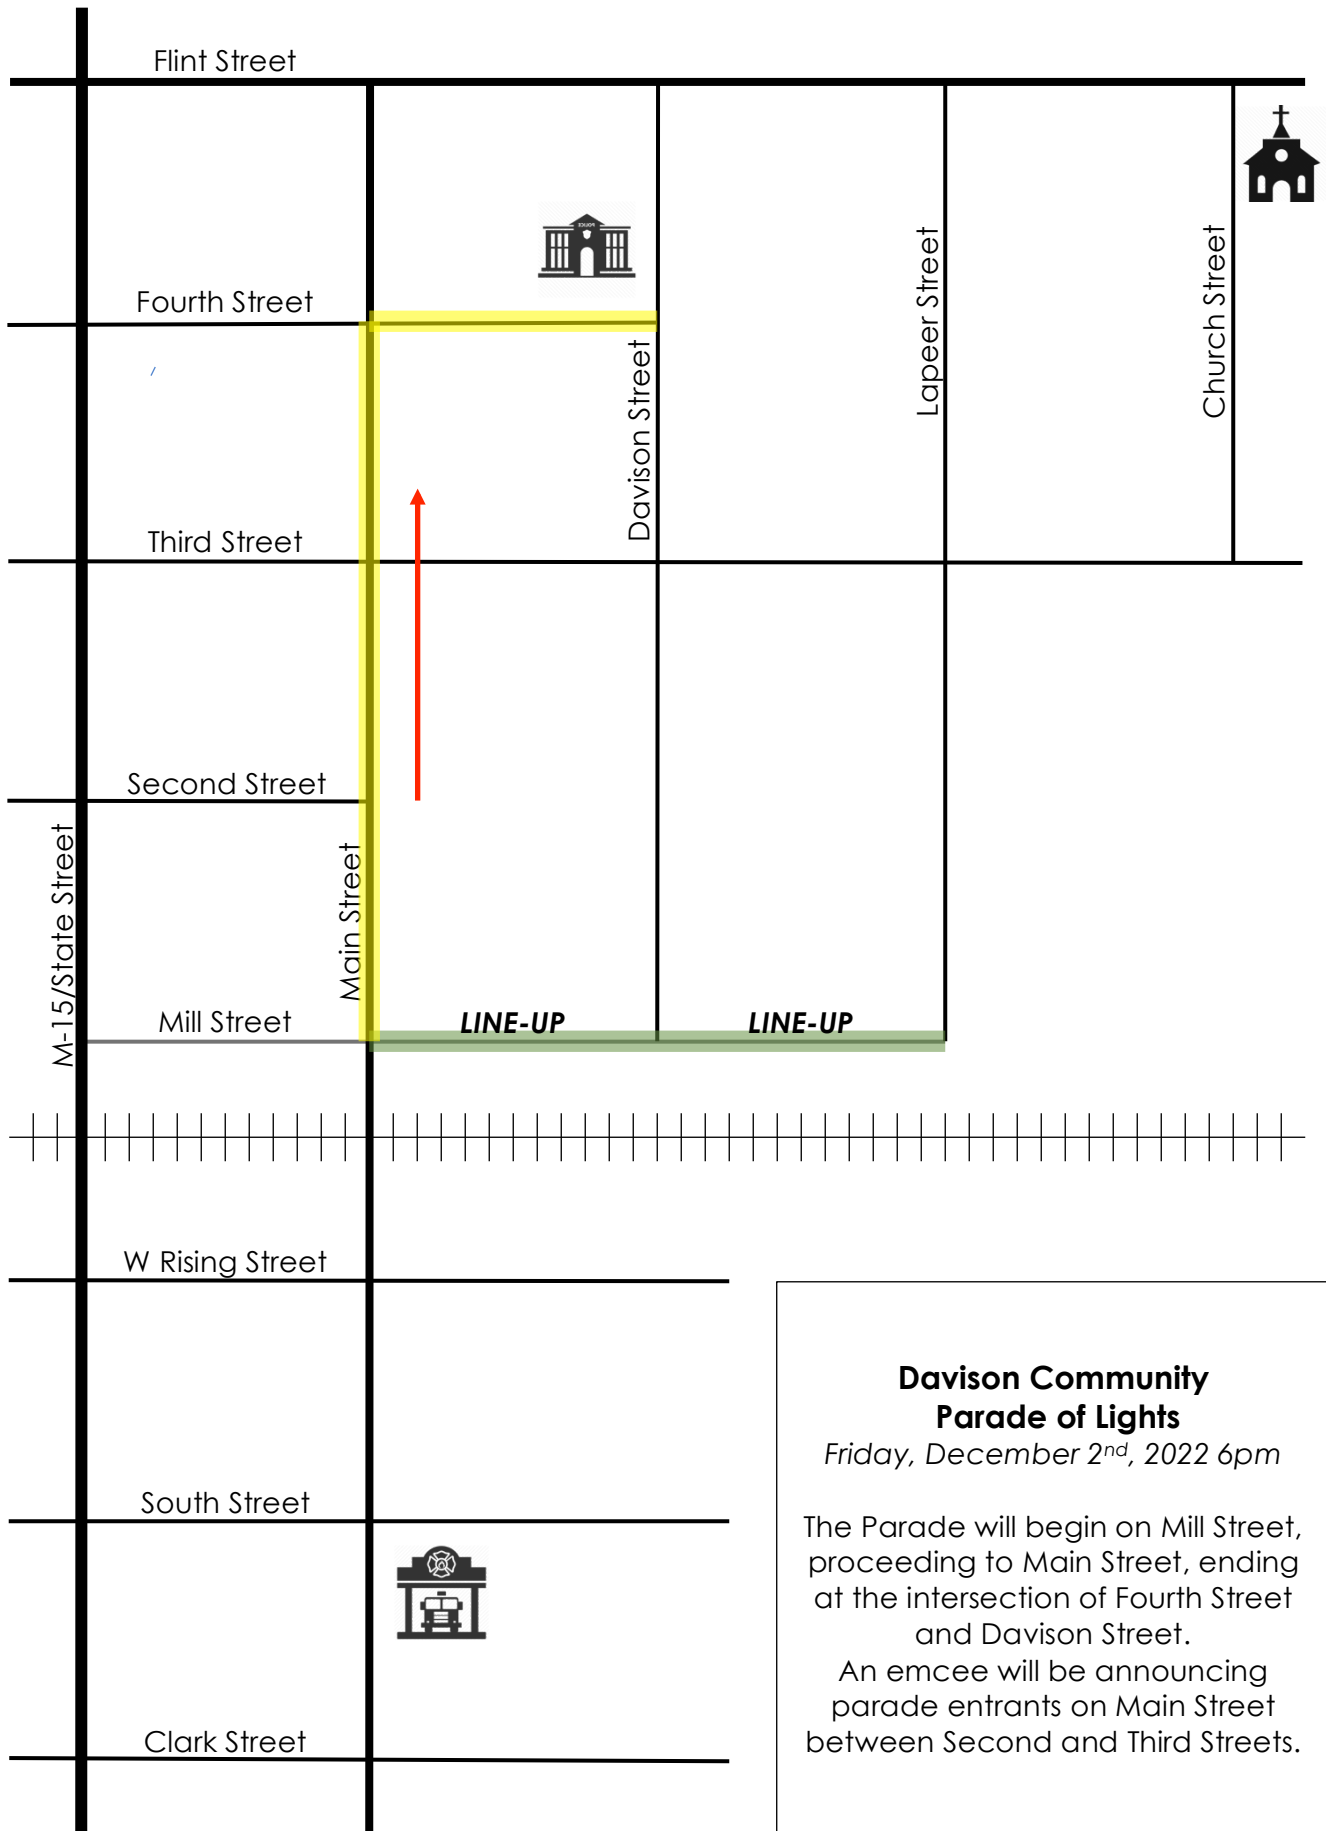 Flint Street
Fourth Street
Davison Street
Lapeer Street
Church Street
Third Street
Second Street
M-15/State Street
Main Street
Mill Street
LINE-UP
LINE-UP
W Rising Street
South Street
Clark Street
Davison Community
Parade of Lights
Friday, December 2nd, 2022 6pm
The Parade will begin on Mill Street,
proceeding to Main Street, ending
at the intersection of Fourth Street
and Davison Street.
An emcee will be announcing
parade entrants on Main Street
between Second and Third Streets.